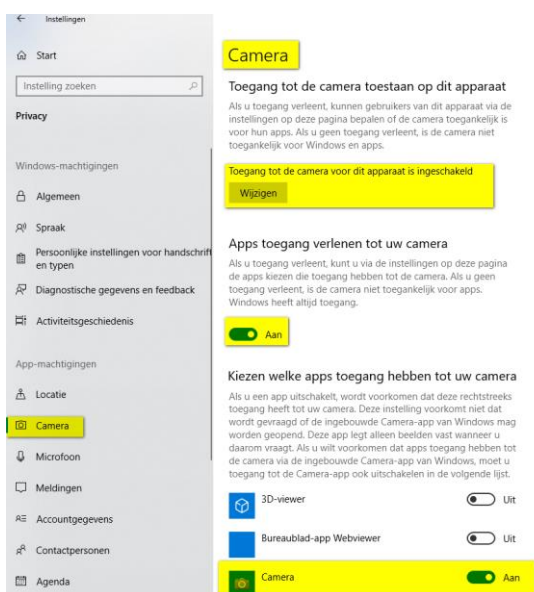 Instellingen
Start
Instelling zoeken
Privacy
Windows-machtigingen
Algemeen
Spraak
Persoonlijke instellingen voor handschrift
en typen
Diagnostische gegevens en feedback
Activiteitsgeschiedenis
App-machtigingen
Locatie
Camera
Microfoon
Meldingen
Accountgegevens
Contactpersonen
Agenda
Camera
Toegang tot de camera toestaan op dit apparaat
Als u toegang verleent, kunnen gebruikers van dit apparaat via de
instellingen op deze pagina bepalen of de camera toegankelijk is
voor hun apps. Als u geen toegang verleent, is de camera niet
toegankelijk voor Windows en apps.
Toegang tot de camera voor dit apparaat is ingeschakeld
Wijzigen
Apps toegang verlenen tot uw camera
Als u toegang verleent, kunt u via de instellingen op deze pagina
de apps kiezen die toegang hebben tot de camera. Als u geen
toegang verleent, is de camera niet toegankelijk voor apps.
Windows heeft altijd toegang.
Aan
Kiezen welke apps toegang hebben tot uw camera
Als u een app uitschakelt, wordt voorkomen dat deze rechtstreeks
toegang heeft tot uw camera. Deze instelling voorkomt niet dat
wordt gevraagd of de ingebouwde Camera-app van Windows mag
worden geopend. Deze app legt alleen beelden vast wanneer u
daarom vraagt. Als u wilt voorkomen dat apps toegang hebben tot
de camera via de ingebouwde Camera-app van Windows, moet u
toegang tot de Camera-app ook uitschakelen in de volgende lijst.
3D-viewer
Uit
Bureaublad-app Webviewer
Uit
Camera
Aan